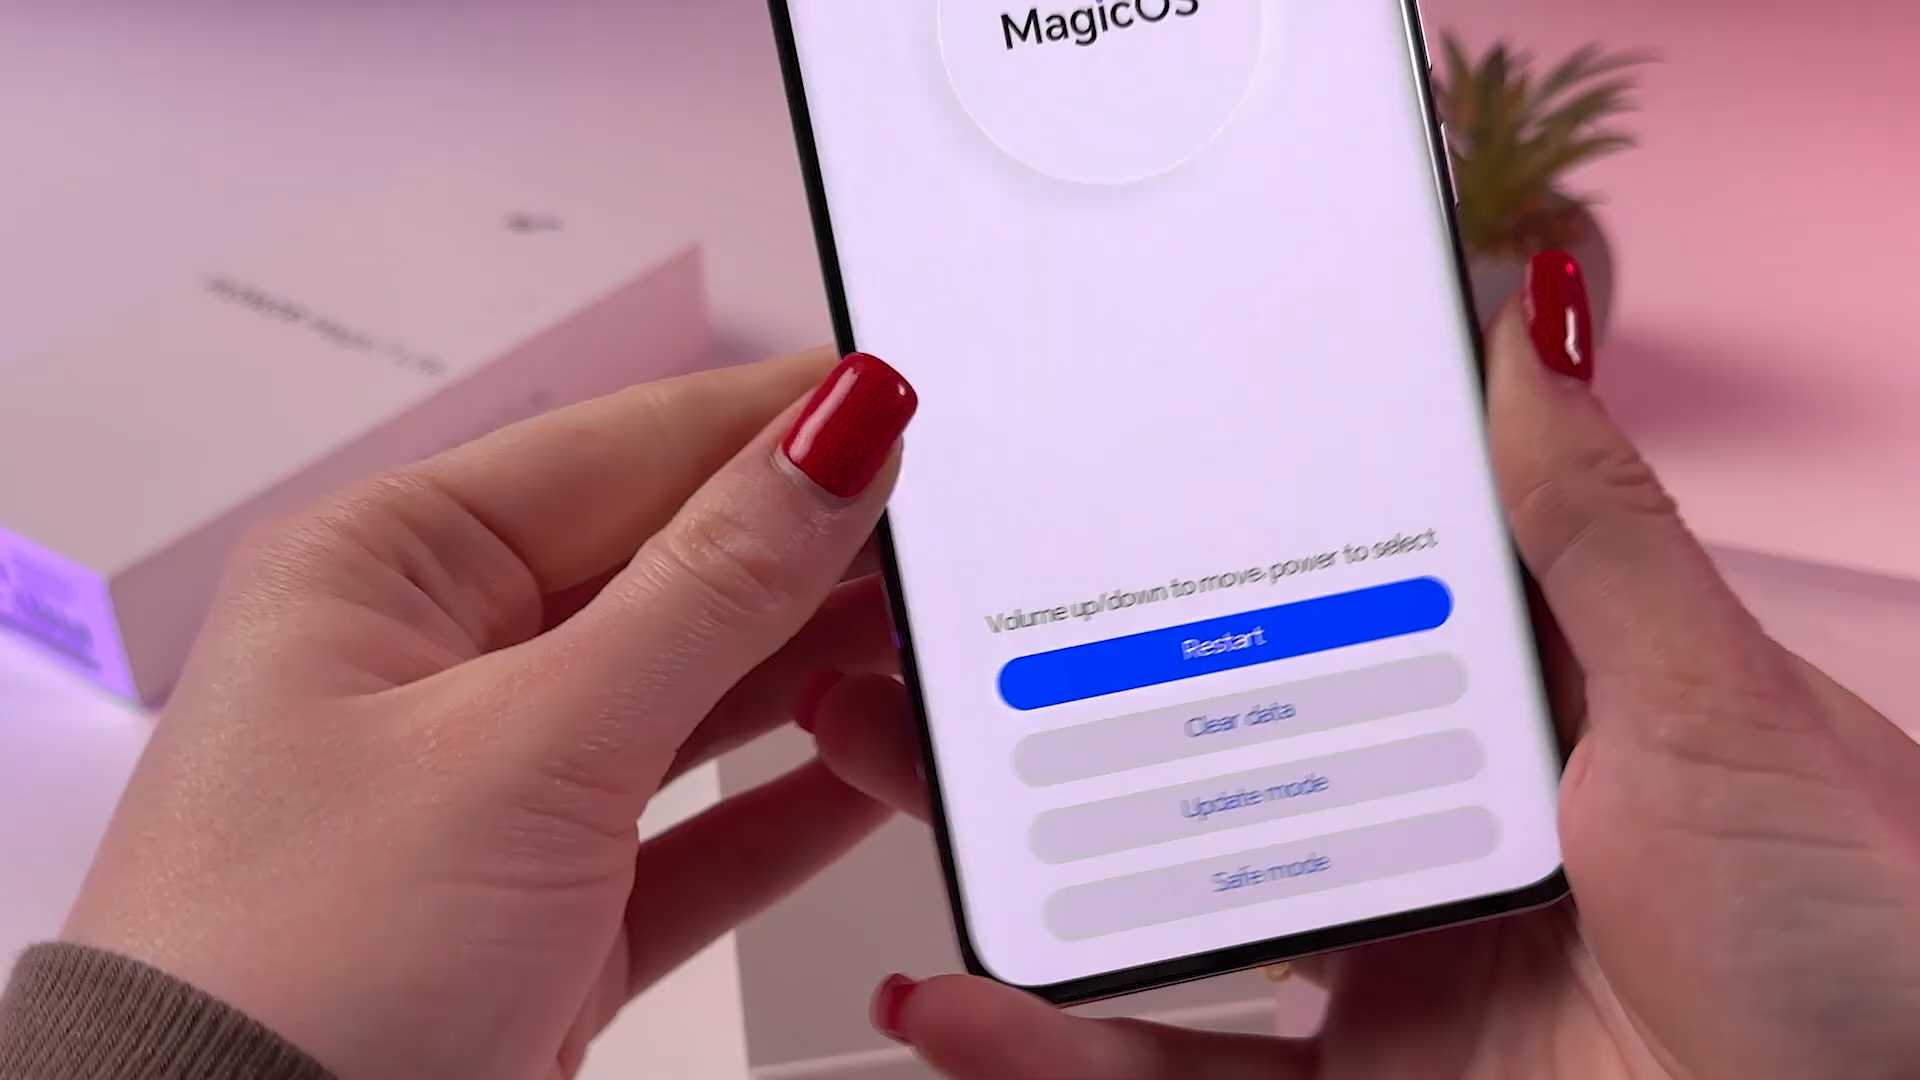 MagicOS
Volume up/down to move, power to select
Restart
Clear data
Update mode
Safe mode